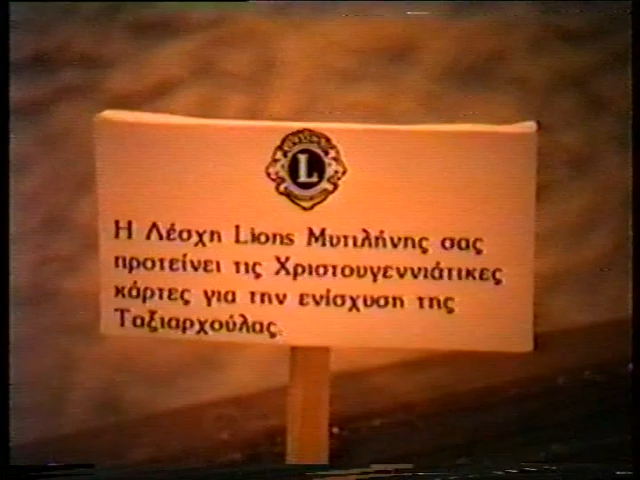 L
Η Λέσχη Lions Μυτιλήνης σας
προτείνει τις Χριστουγεννιάτικες
κάρτες για την ενίσχυση της
Ταξιαρχούλας.